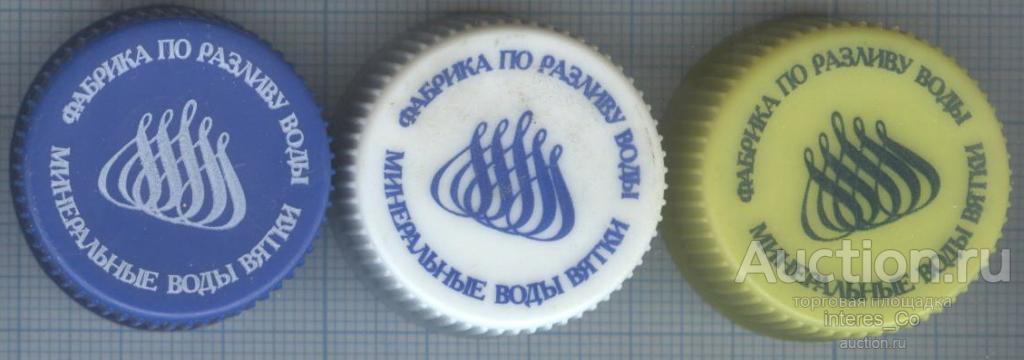 ФАБРИКА ПО РАЗЛИВУ ВОДЫ
МИНЕРАЛЬНЫЕ ВОДЫ ВЯТКИ
ФАБРИКА ПО РАЗЛИВУ ВОДЫ
МИНЕРАЛЬНЫЕ ВОДЫ ВЯТКИ
ФАБРИКА ПО РАЗЛИВУ ВОДЫ
МИНЕРАЛЬНЫЕ ВОДЫ ВЯТКИ
Auction.ru
торговая площадка
interes_Co
auction.ru